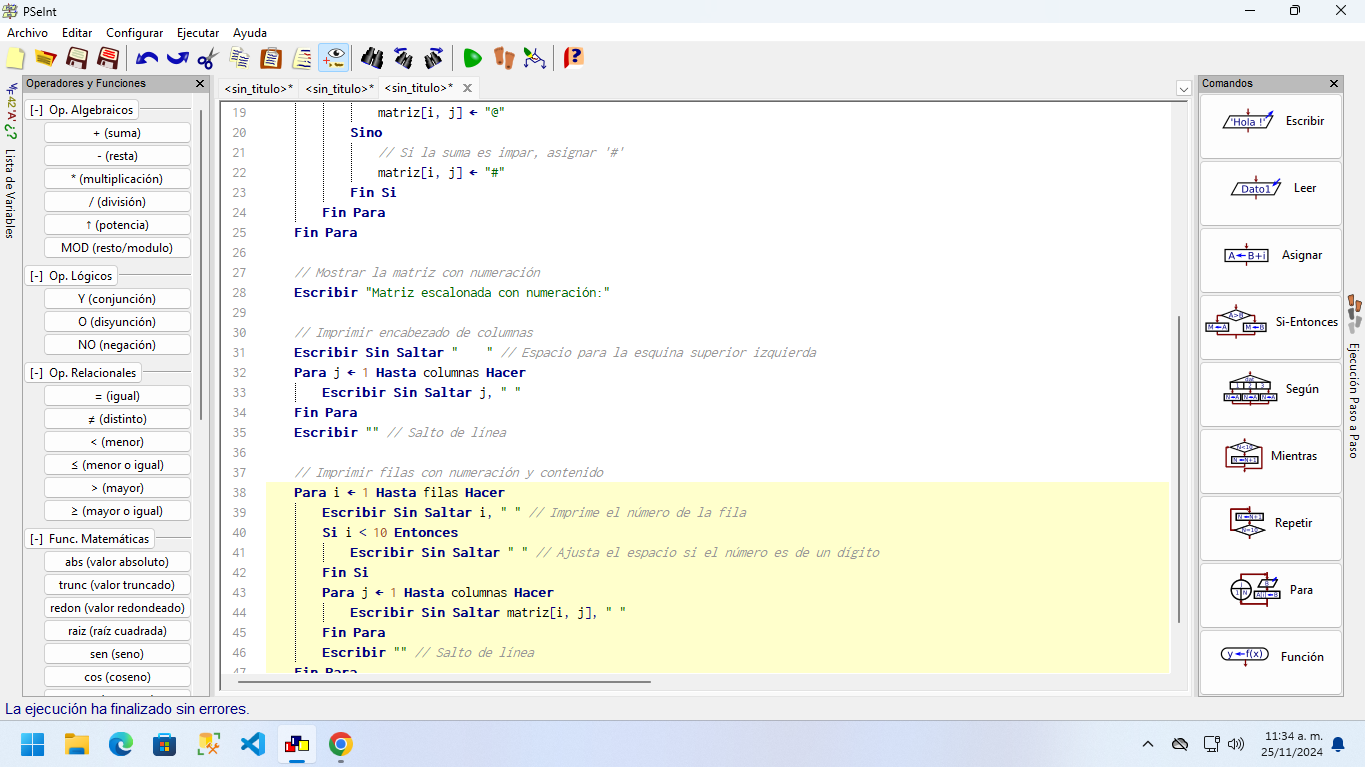 PSeInt
Archivo Editar Configurar Ejecutar Ayuda
Operadores y Funciones
<sin_titulo>* <sin_titulo>* <sin_titulo>*
Comandos
Lista de Variables
[-] Op. Algebraicos
+ (suma)
- (resta)
* (multiplicación)
/ (división)
↑ (potencia)
MOD (resto/modulo)
[-] Op. Lógicos
Y (conjunción)
O (disyunción)
NO (negación)
[-] Op. Relacionales
= (igual)
≠ (distinto)
< (menor)
≤ (menor o igual)
> (mayor)
≥ (mayor o igual)
[-] Func. Matemáticas
abs (valor absoluto)
trunc (valor truncado)
redon (valor redondeado)
raiz (raíz cuadrada)
sen (seno)
cos (coseno)
19 matriz[i, j] ← "@"
20 Sino
21 // Si la suma es impar, asignar '#'
22 matriz[i, j] ← "#"
23 Fin Si
24 Fin Para
25 Fin Para
26
27 // Mostrar la matriz con numeración
28 Escribir "Matriz escalonada con numeración:"
29
30 // Imprimir encabezado de columnas
31 Escribir Sin Saltar "    " // Espacio para la esquina superior izquierda
32 Para j ← 1 Hasta columnas Hacer
33 Escribir Sin Saltar j, " "
34 Fin Para
35 Escribir "" // Salto de línea
36
37 // Imprimir filas con numeración y contenido
38 Para i ← 1 Hasta filas Hacer
39 Escribir Sin Saltar i, " " // Imprime el número de la fila
40 Si i < 10 Entonces
41 Escribir Sin Saltar " " // Ajusta el espacio si el número es de un dígito
42 Fin Si
43 Para j ← 1 Hasta columnas Hacer
44 Escribir Sin Saltar matriz[i, j], " "
45 Fin Para
46 Escribir "" // Salto de línea
47 Fin Para
'Hola !' Escribir
Dato1 Leer
A←B+i Asignar
A>B M←A M←B Si-Entonces
Según
Mientras
Repetir
Para
y←f(x) Función
Ejecución Paso a Paso
La ejecución ha finalizado sin errores.
11:34 a. m.
25/11/2024